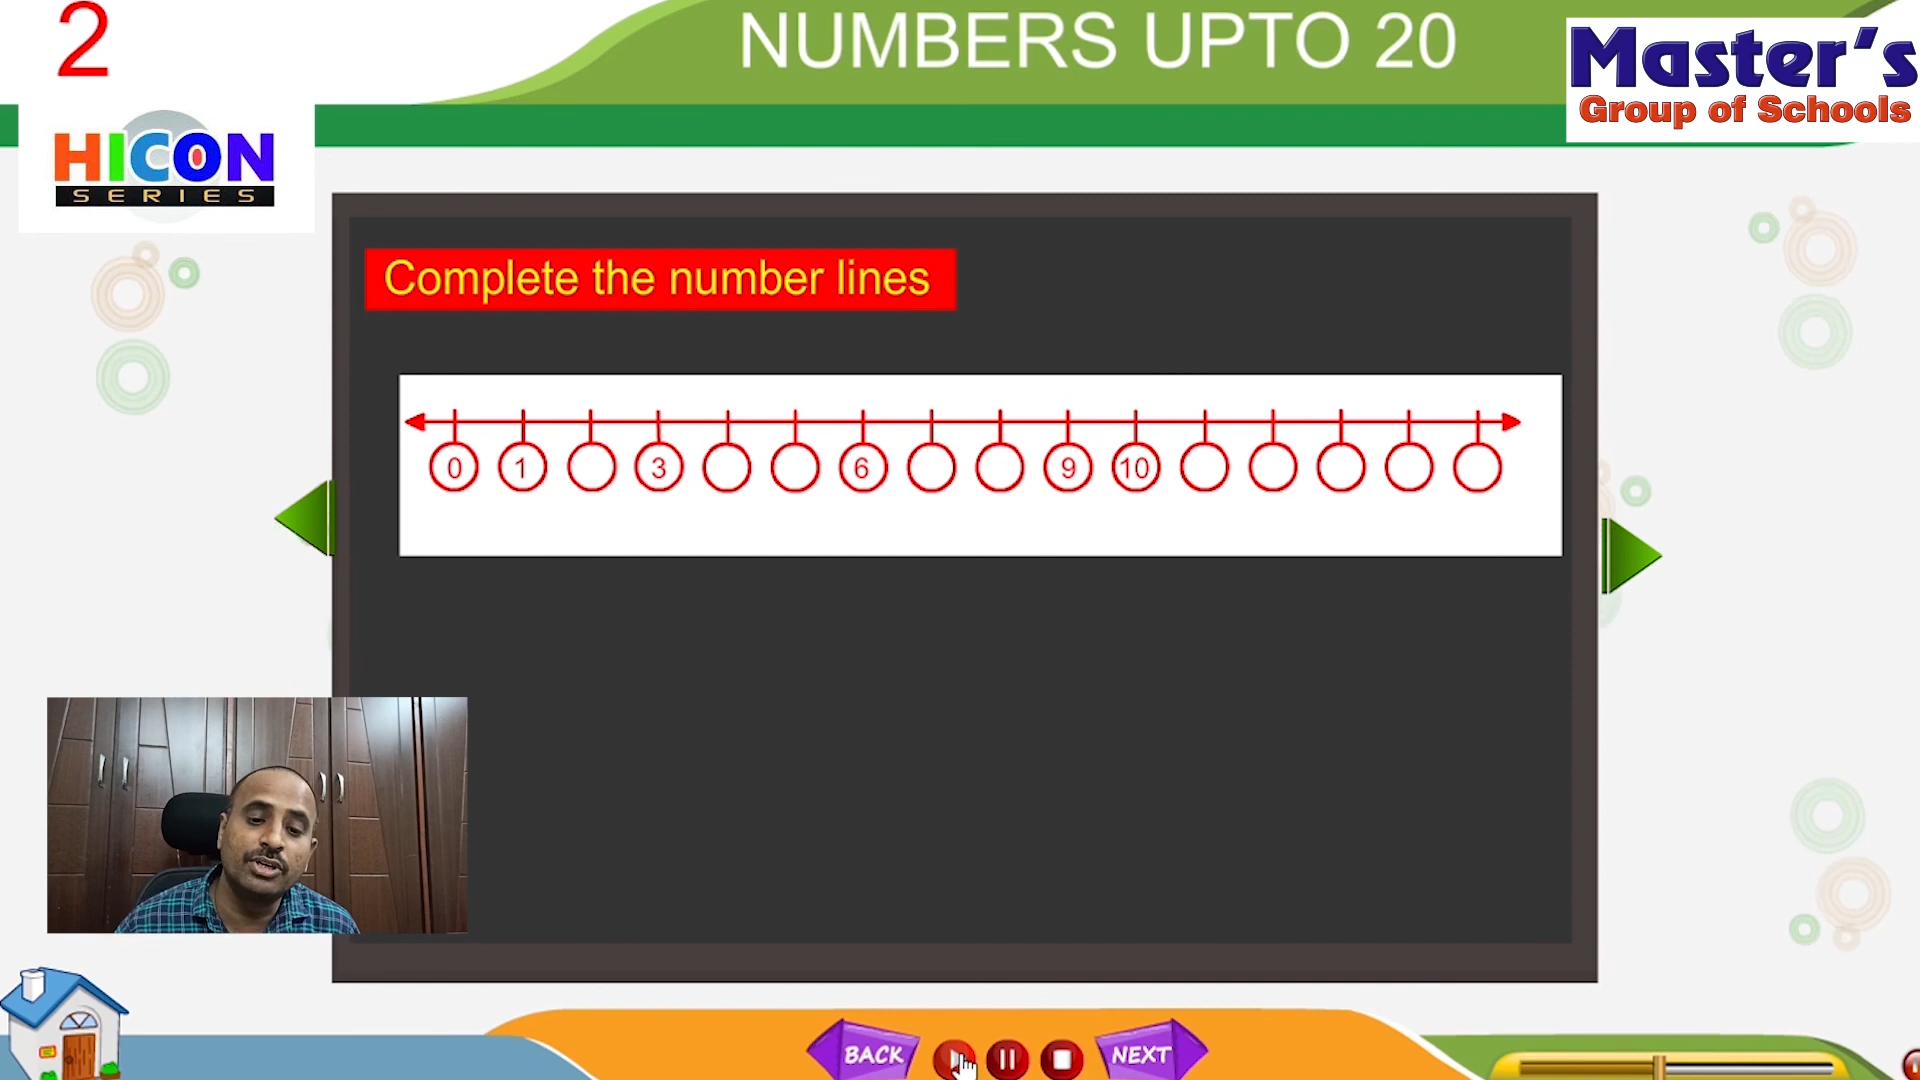 2
NUMBERS UPTO 20
Master's
Group of Schools
HICON
SERIES
Complete the number lines
0 1 3 6 9 10
BACK
NEXT